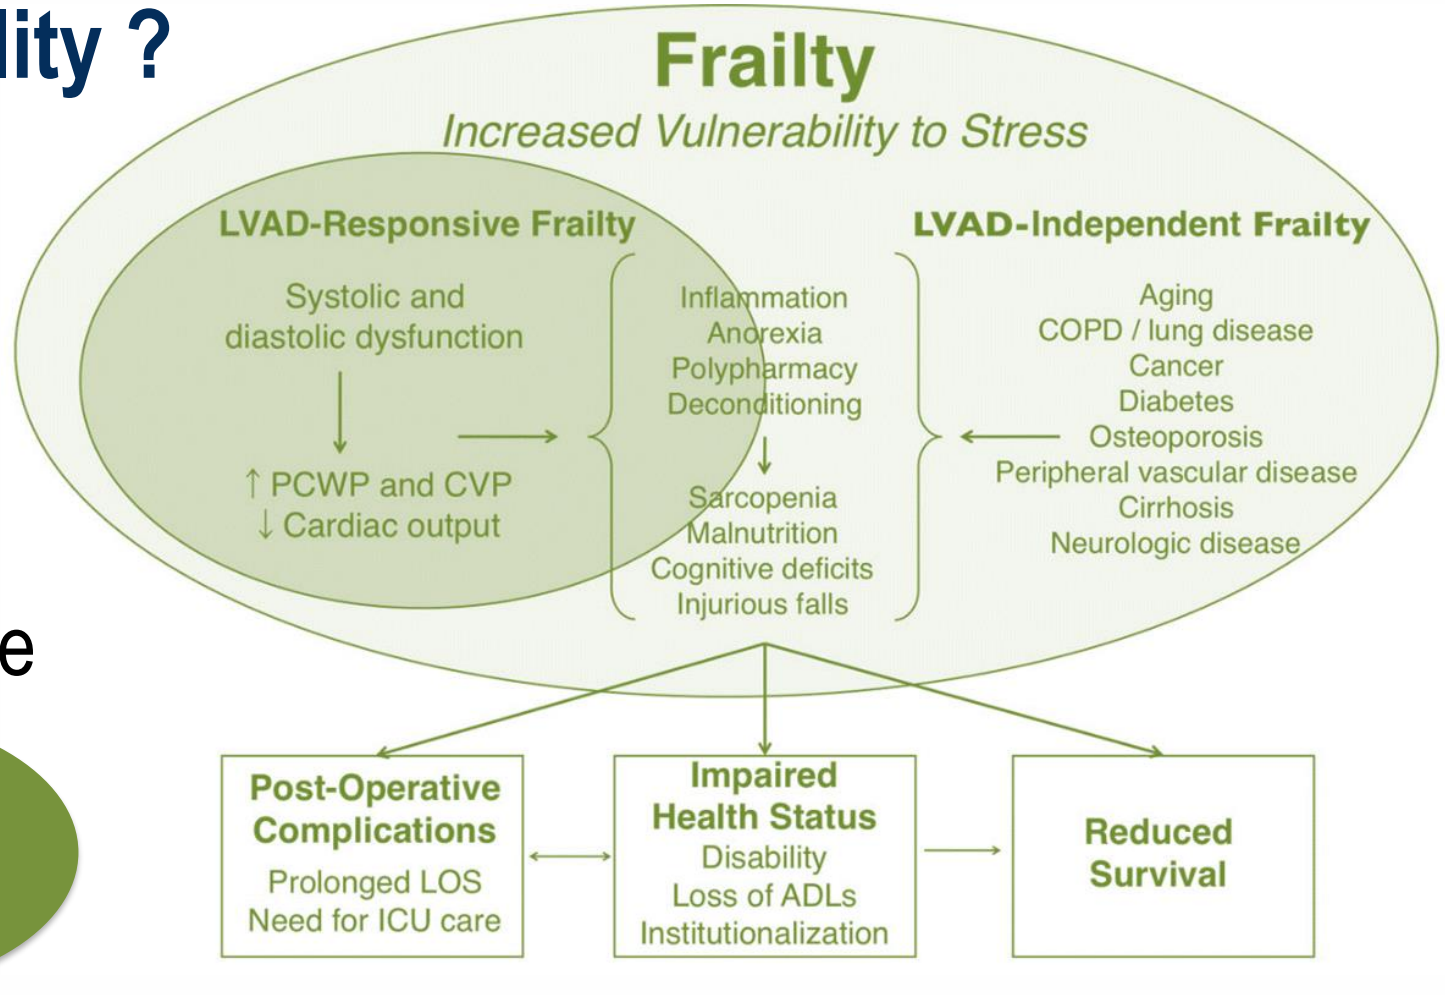 lity ?
Frailty
Increased Vulnerability to Stress
LVAD-Responsive Frailty
Systolic and
diastolic dysfunction
↑ PCWP and CVP
↓ Cardiac output
Inflammation
Anorexia
Polypharmacy
Deconditioning
Sarcopenia
Malnutrition
Cognitive deficits
Injurious falls
LVAD-Independent Frailty
Aging
COPD / lung disease
Cancer
Diabetes
Osteoporosis
Peripheral vascular disease
Cirrhosis
Neurologic disease
e
Post-Operative
Complications
Prolonged LOS
Need for ICU care
Impaired
Health Status
Disability
Loss of ADLs
Institutionalization
Reduced
Survival